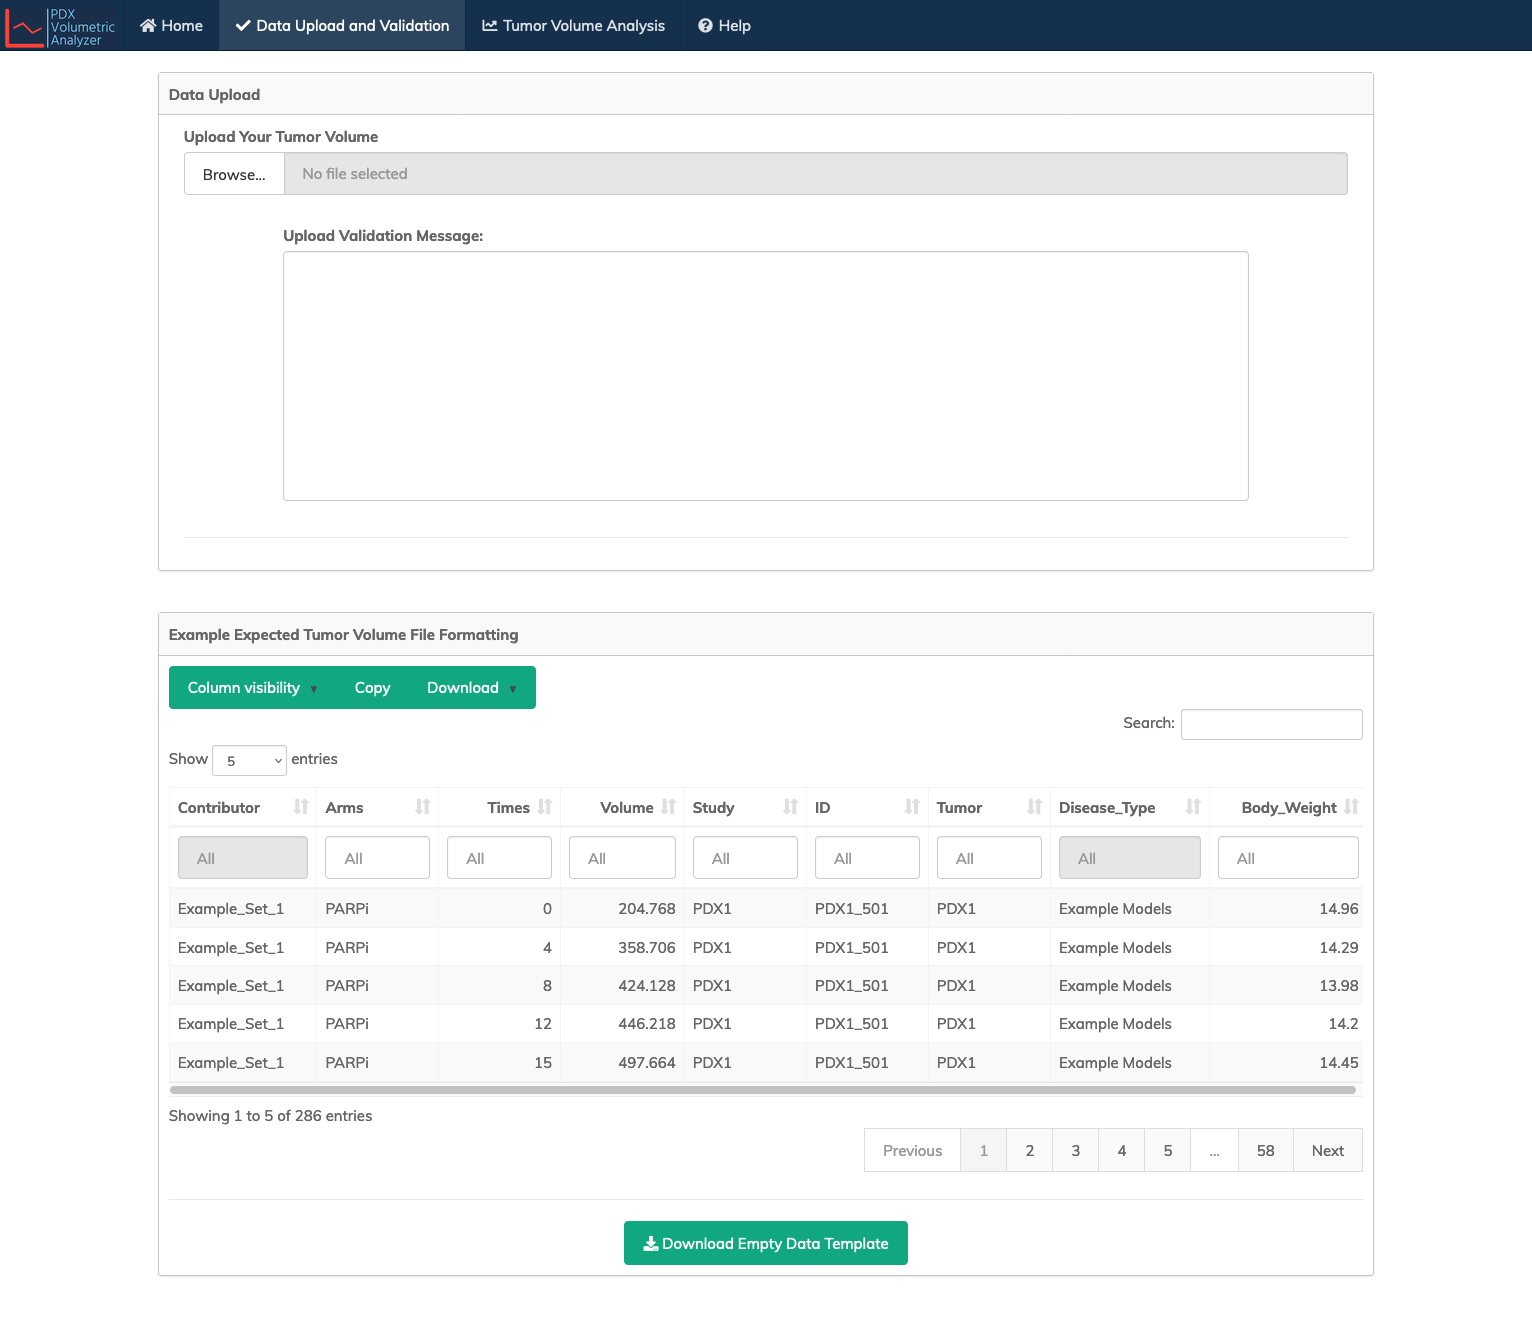 PDX
Volumetric
Analyzer
Home
Data Upload and Validation
Tumor Volume Analysis
Help
Data Upload
Upload Your Tumor Volume
Browse...
No file selected
Upload Validation Message:
Example Expected Tumor Volume File Formatting
Column visibility
Copy
Download
Search:
Show 5 entries
Contributor Arms Times Volume Study ID Tumor Disease_Type Body_Weight
All All All All All All All All All
Example_Set_1 PARPi 0 204.768 PDX1 PDX1_501 PDX1 Example Models 14.96
Example_Set_1 PARPi 4 358.706 PDX1 PDX1_501 PDX1 Example Models 14.29
Example_Set_1 PARPi 8 424.128 PDX1 PDX1_501 PDX1 Example Models 13.98
Example_Set_1 PARPi 12 446.218 PDX1 PDX1_501 PDX1 Example Models 14.2
Example_Set_1 PARPi 15 497.664 PDX1 PDX1_501 PDX1 Example Models 14.45
Showing 1 to 5 of 286 entries
Previous 1 2 3 4 5 ... 58 Next
Download Empty Data Template